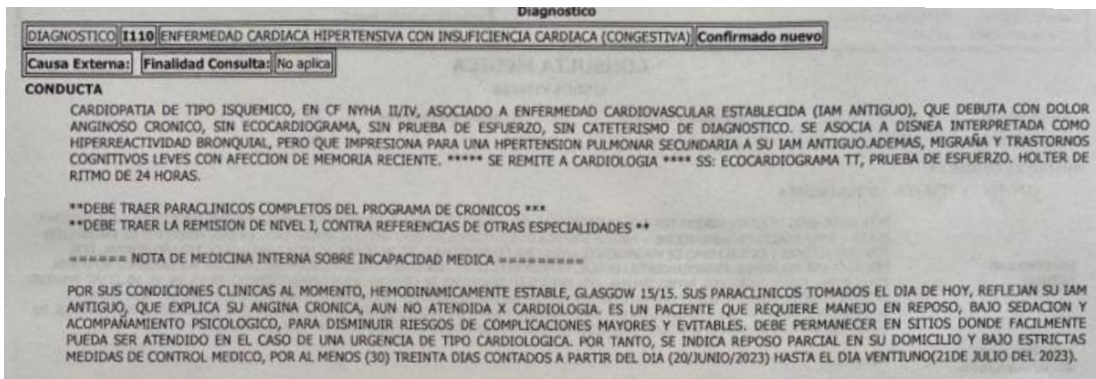 Diagnostico
DIAGNOSTICO I110 ENFERMEDAD CARDIACA HIPERTENSIVA CON INSUFICIENCIA CARDIACA (CONGESTIVA) Confirmado nuevo
Causa Externa: Finalidad Consulta: No aplica
CONDUCTA
CARDIOPATIA DE TIPO ISQUEMICO, EN CF NYHA II/IV, ASOCIADO A ENFERMEDAD CARDIOVASCULAR ESTABLECIDA (IAM ANTIGUO), QUE DEBUTA CON DOLOR
ANGINOSO CRONICO, SIN ECOCARDIOGRAMA, SIN PRUEBA DE ESFUERZO, SIN CATETERISMO DE DIAGNOSTICO. SE ASOCIA A DISNEA INTERPRETADA COMO
HIPERREACTIVIDAD BRONQUIAL, PERO QUE IMPRESIONA PARA UNA HPERTENSION PULMONAR SECUNDARIA A SU IAM ANTIGUO.ADEMAS, MIGRAÑA Y TRASTORNOS
COGNITIVOS LEVES CON AFECCION DE MEMORIA RECIENTE. ***** SE REMITE A CARDIOLOGIA **** SS: ECOCARDIOGRAMA TT, PRUEBA DE ESFUERZO. HOLTER DE
RITMO DE 24 HORAS.
**DEBE TRAER PARACLINICOS COMPLETOS DEL PROGRAMA DE CRONICOS ***
**DEBE TRAER LA REMISION DE NIVEL I, CONTRA REFERENCIAS DE OTRAS ESPECIALIDADES **
====== NOTA DE MEDICINA INTERNA SOBRE INCAPACIDAD MEDICA =========
POR SUS CONDICIONES CLINICAS AL MOMENTO, HEMODINAMICAMENTE ESTABLE, GLASGOW 15/15. SUS PARACLINICOS TOMADOS EL DIA DE HOY, REFLEJAN SU IAM
ANTIGUO, QUE EXPLICA SU ANGINA CRONICA, AUN NO ATENDIDA X CARDIOLOGIA. ES UN PACIENTE QUE REQUIERE MANEJO EN REPOSO, BAJO SEDACION Y
ACOMPAÑAMIENTO PSICOLOGICO, PARA DISMINUIR RIESGOS DE COMPLICACIONES MAYORES Y EVITABLES. DEBE PERMANECER EN SITIOS DONDE FACILMENTE
PUEDA SER ATENDIDO EN EL CASO DE UNA URGENCIA DE TIPO CARDIOLOGICA. POR TANTO, SE INDICA REPOSO PARCIAL EN SU DOMICILIO Y BAJO ESTRICTAS
MEDIDAS DE CONTROL MEDICO, POR AL MENOS (30) TREINTA DIAS CONTADOS A PARTIR DEL DIA (20/JUNIO/2023) HASTA EL DIA VENTIUNO(21DE JULIO DEL 2023).